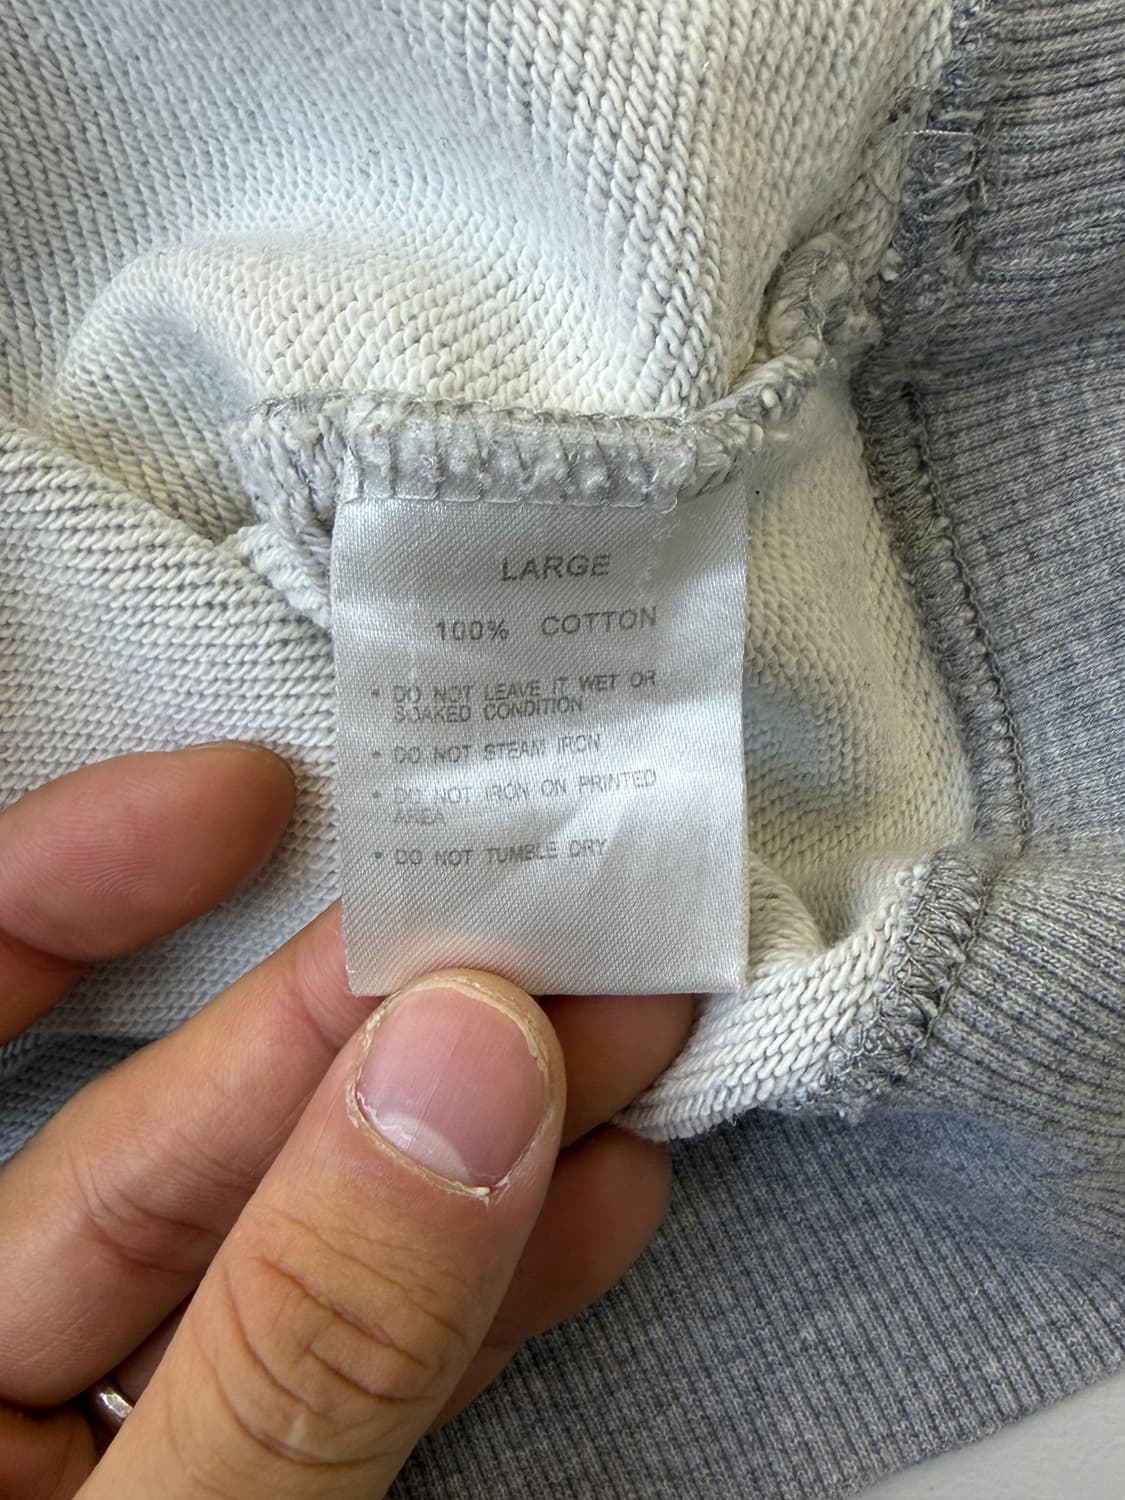 LARGE
100% COTTON
• DO NOT LEAVE IT WET OR
SOAKED CONDITION
• DO NOT STEAM IRON
• DO NOT IRON ON PRINTED
AREA
• DO NOT TUMBLE DRY